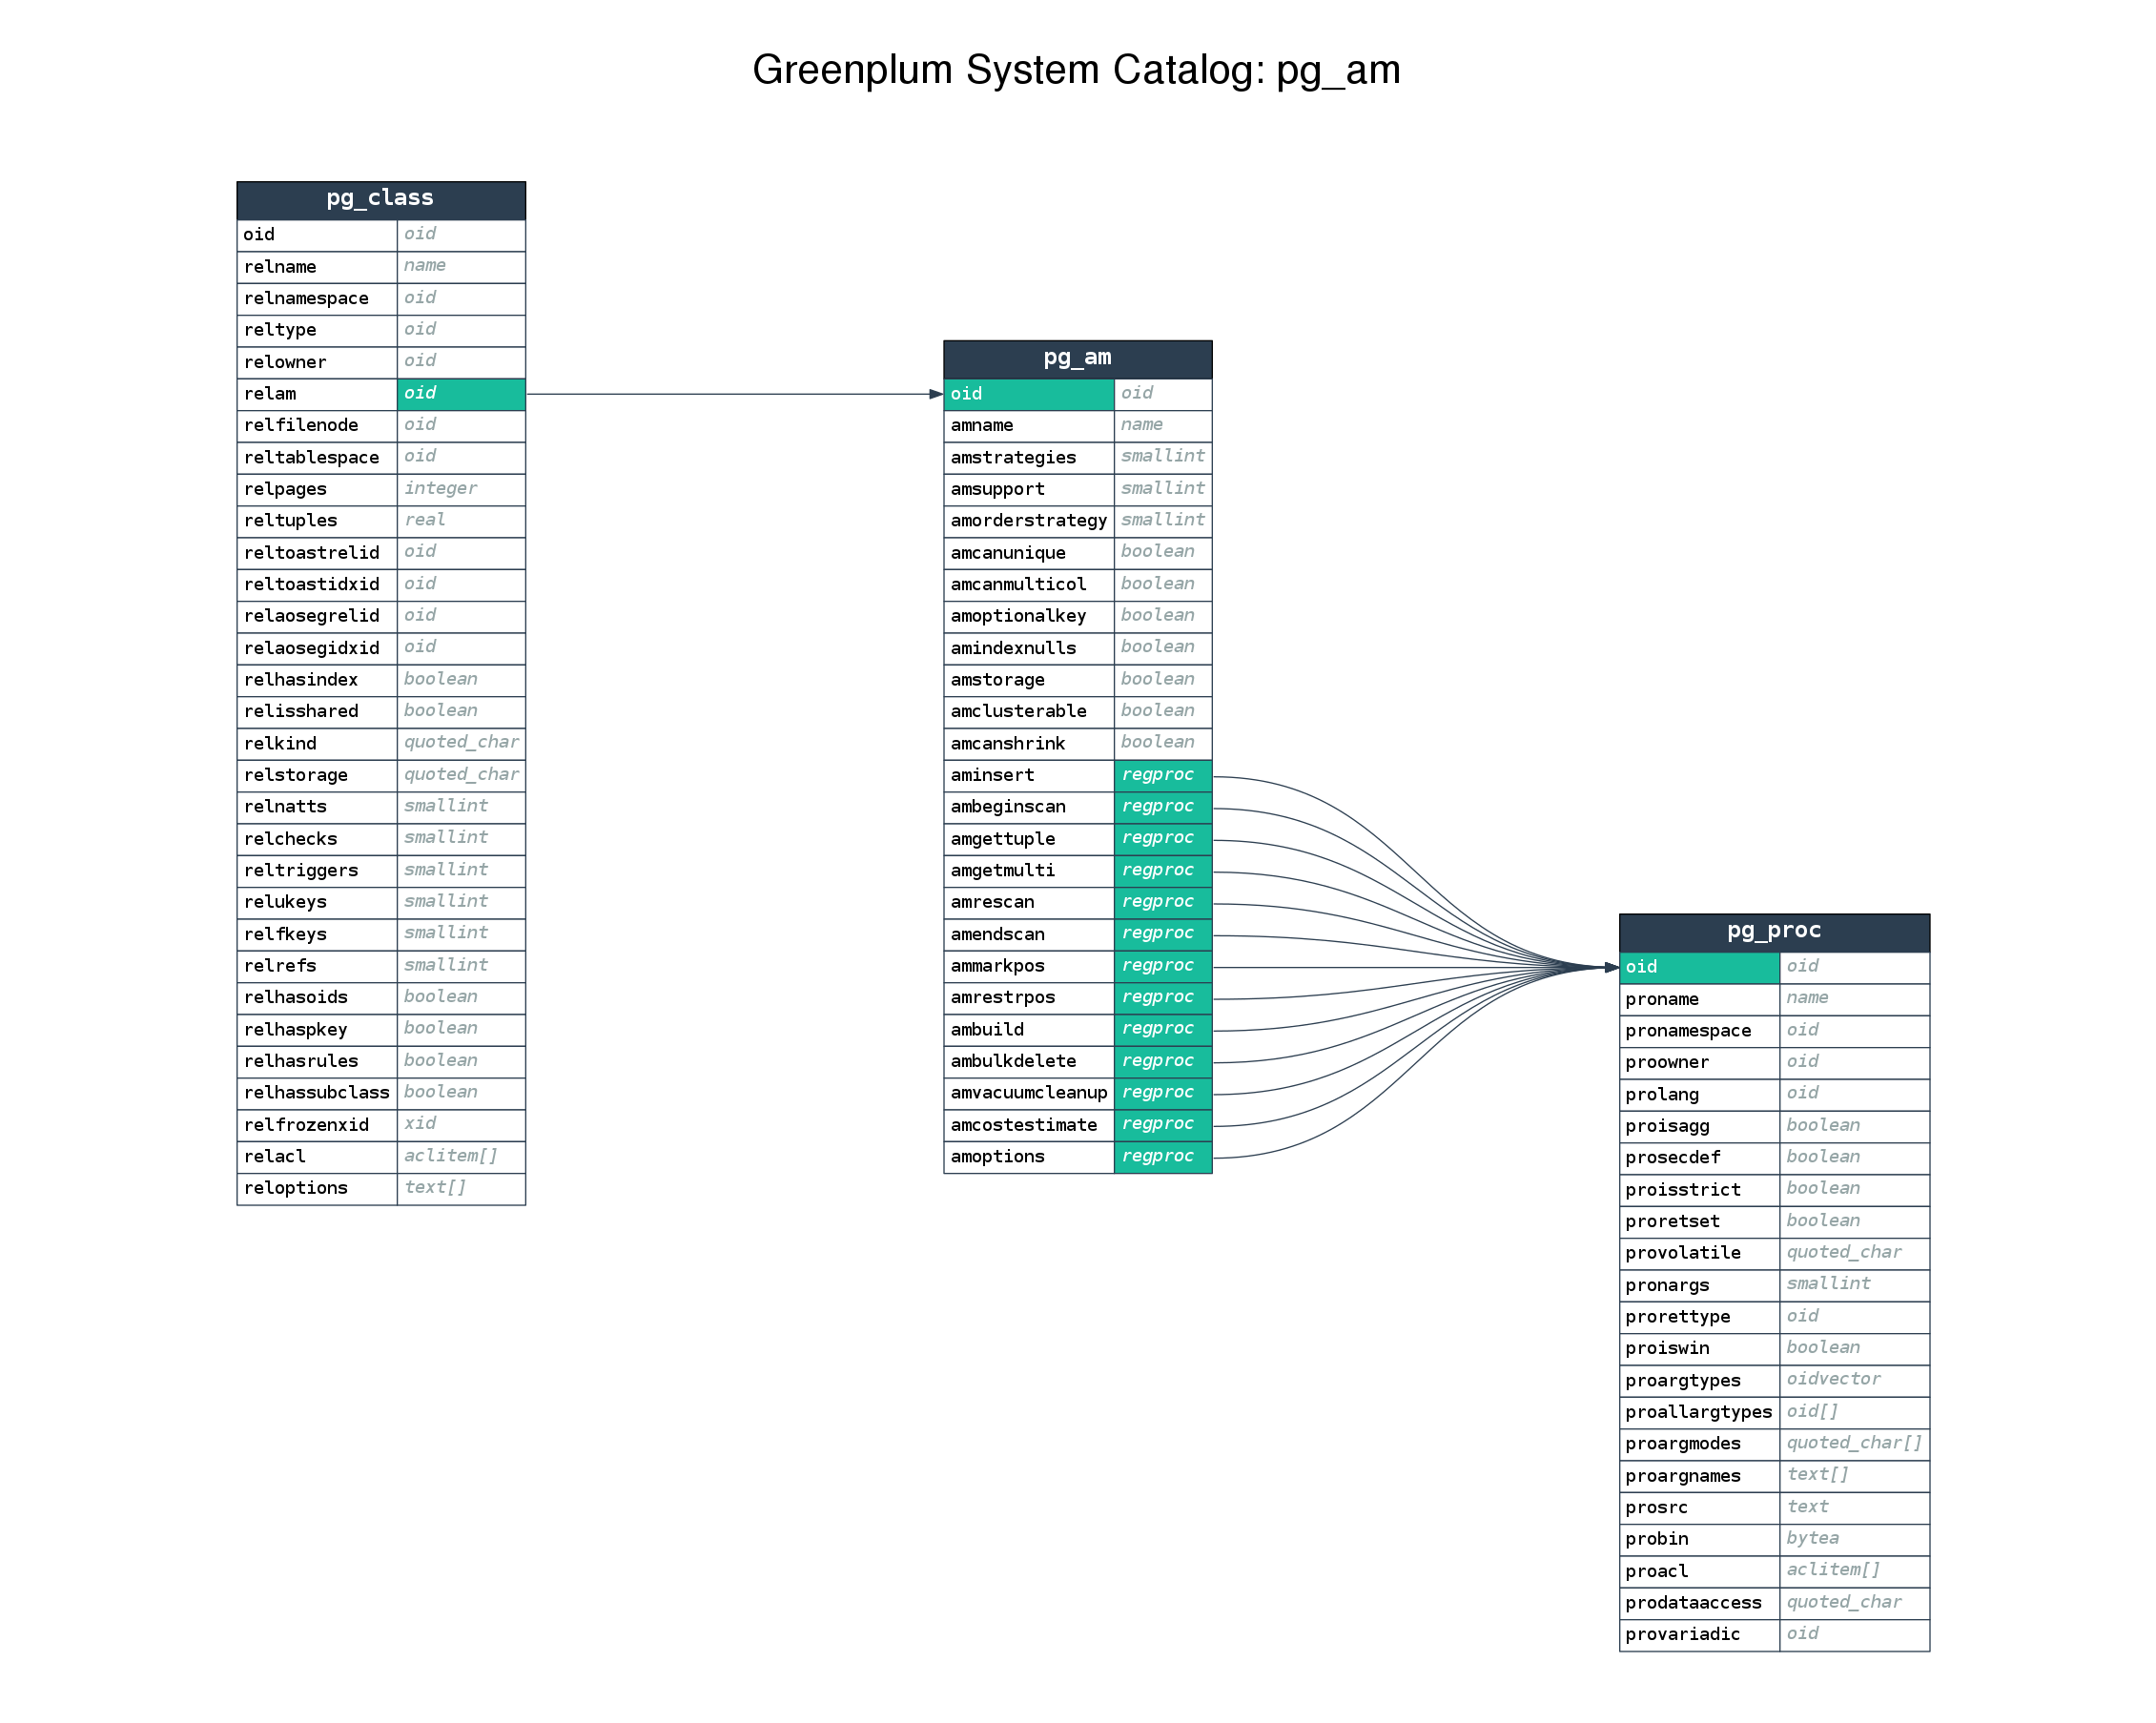 Greenplum System Catalog: pg_am
pg_class
oid oid
relname name
relnamespace oid
reltype oid
relowner oid
relam oid
relfilenode oid
reltablespace oid
relpages integer
reltuples real
reltoastrelid oid
reltoastidxid oid
relaosegrelid oid
relaosegidxid oid
relhasindex boolean
relisshared boolean
relkind quoted_char
relstorage quoted_char
relnatts smallint
relchecks smallint
reltriggers smallint
relukeys smallint
relfkeys smallint
relrefs smallint
relhasoids boolean
relhaspkey boolean
relhasrules boolean
relhassubclass boolean
relfrozenxid xid
relacl aclitem[]
reloptions text[]
pg_am
oid oid
amname name
amstrategies smallint
amsupport smallint
amorderstrategy smallint
amcanunique boolean
amcanmulticol boolean
amoptionalkey boolean
amindexnulls boolean
amstorage boolean
amclusterable boolean
amcanshrink boolean
aminsert regproc
ambeginscan regproc
amgettuple regproc
amgetmulti regproc
amrescan regproc
amendscan regproc
ammarkpos regproc
amrestrpos regproc
ambuild regproc
ambulkdelete regproc
amvacuumcleanup regproc
amcostestimate regproc
amoptions regproc
pg_proc
oid oid
proname name
pronamespace oid
proowner oid
prolang oid
proisagg boolean
prosecdef boolean
proisstrict boolean
proretset boolean
provolatile quoted_char
pronargs smallint
prorettype oid
proiswin boolean
proargtypes oidvector
proallargtypes oid[]
proargmodes quoted_char[]
proargnames text[]
prosrc text
probin bytea
proacl aclitem[]
prodataaccess quoted_char
provariadic oid